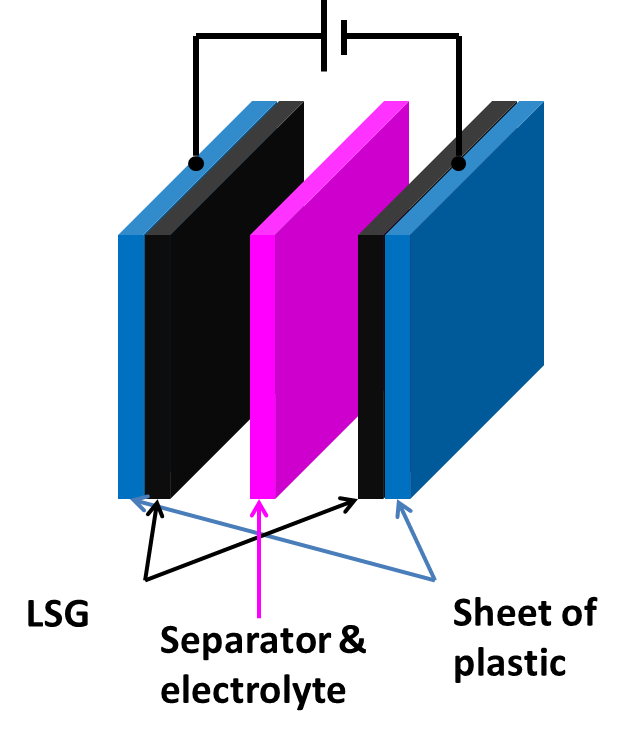 LSG
Separator &
electrolyte
Sheet of
plastic